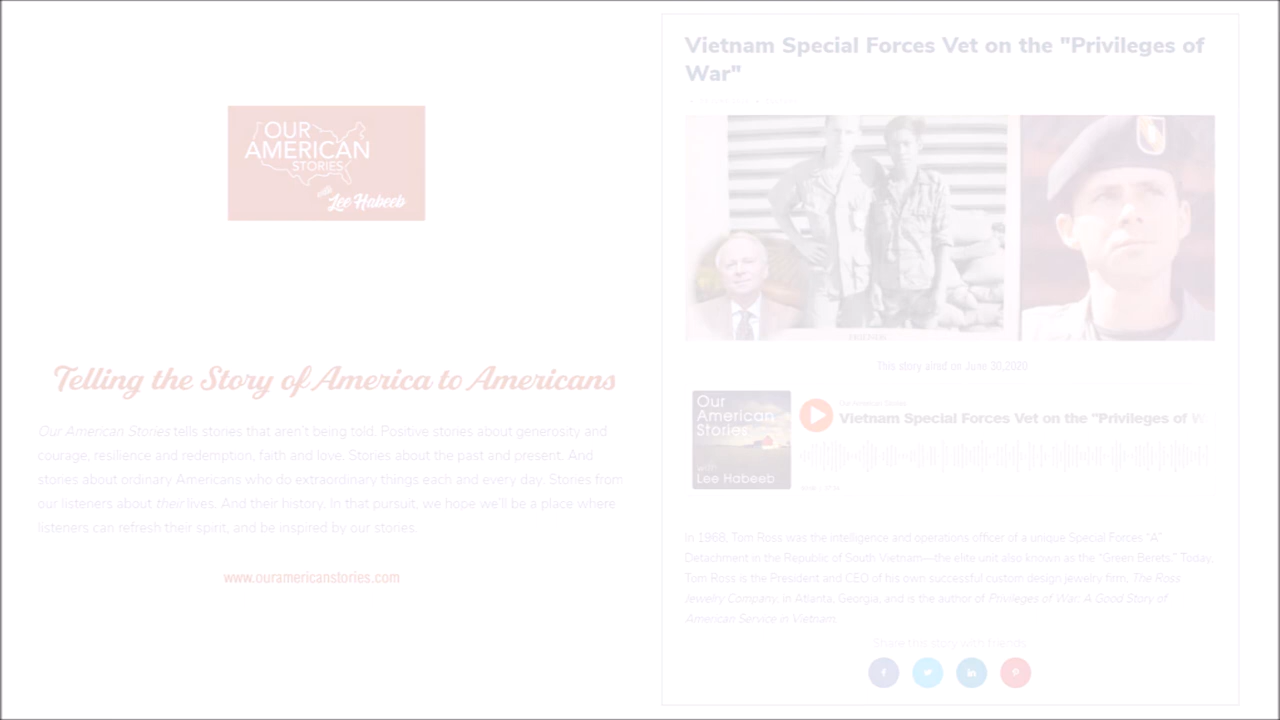 OUR
AMERICAN
STORIES
with
Lee Habeeb
Telling the Story of America to Americans
Our American Stories tells stories that aren't being told. Positive stories about generosity and
courage, resilience and redemption, faith and love. Stories about the past and present. And
stories about ordinary Americans who do extraordinary things each and every day. Stories from
our listeners about their lives. And their history. In that pursuit, we hope we'll be a place where
listeners can refresh their spirit, and be inspired by our stories.
www.ouramericanstories.com
Vietnam Special Forces Vet on the "Privileges of
War"
This story aired on June 30,2020
Our
American
Stories
with
Lee Habeeb
Our American Stories
Vietnam Special Forces Vet on the "Privileges of
In 1968, Tom Ross was the intelligence and operations officer of a unique Special Forces "A"
Detachment in the Republic of South Vietnam—the elite unit also known as the "Green Berets." Today,
Tom Ross is the President and CEO of his own successful custom design jewelry firm, The Ross
Jewelry Company, in Atlanta, Georgia, and is the author of Privileges of War: A Good Story of
American Service in Vietnam.
Share this story with friends